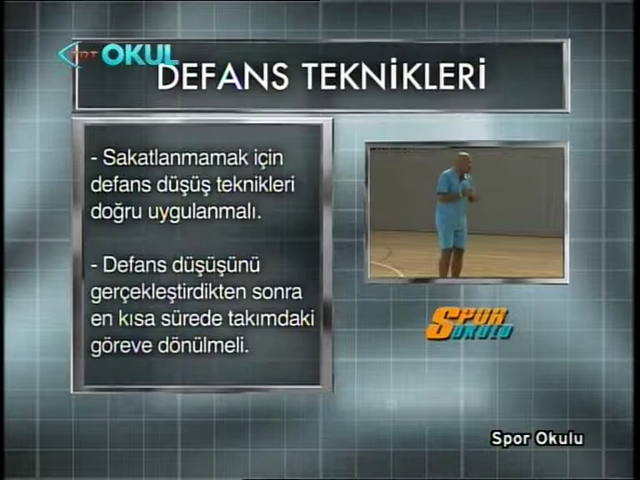 TRT OKUL
DEFANS TEKNİKLERİ
- Sakatlanmamak için
defans düşüş teknikleri
doğru uygulanmalı.
- Defans düşüşünü
gerçekleştirdikten sonra
en kısa sürede takımdaki
göreve dönülmeli.
SPOR
OKULU
Spor Okulu